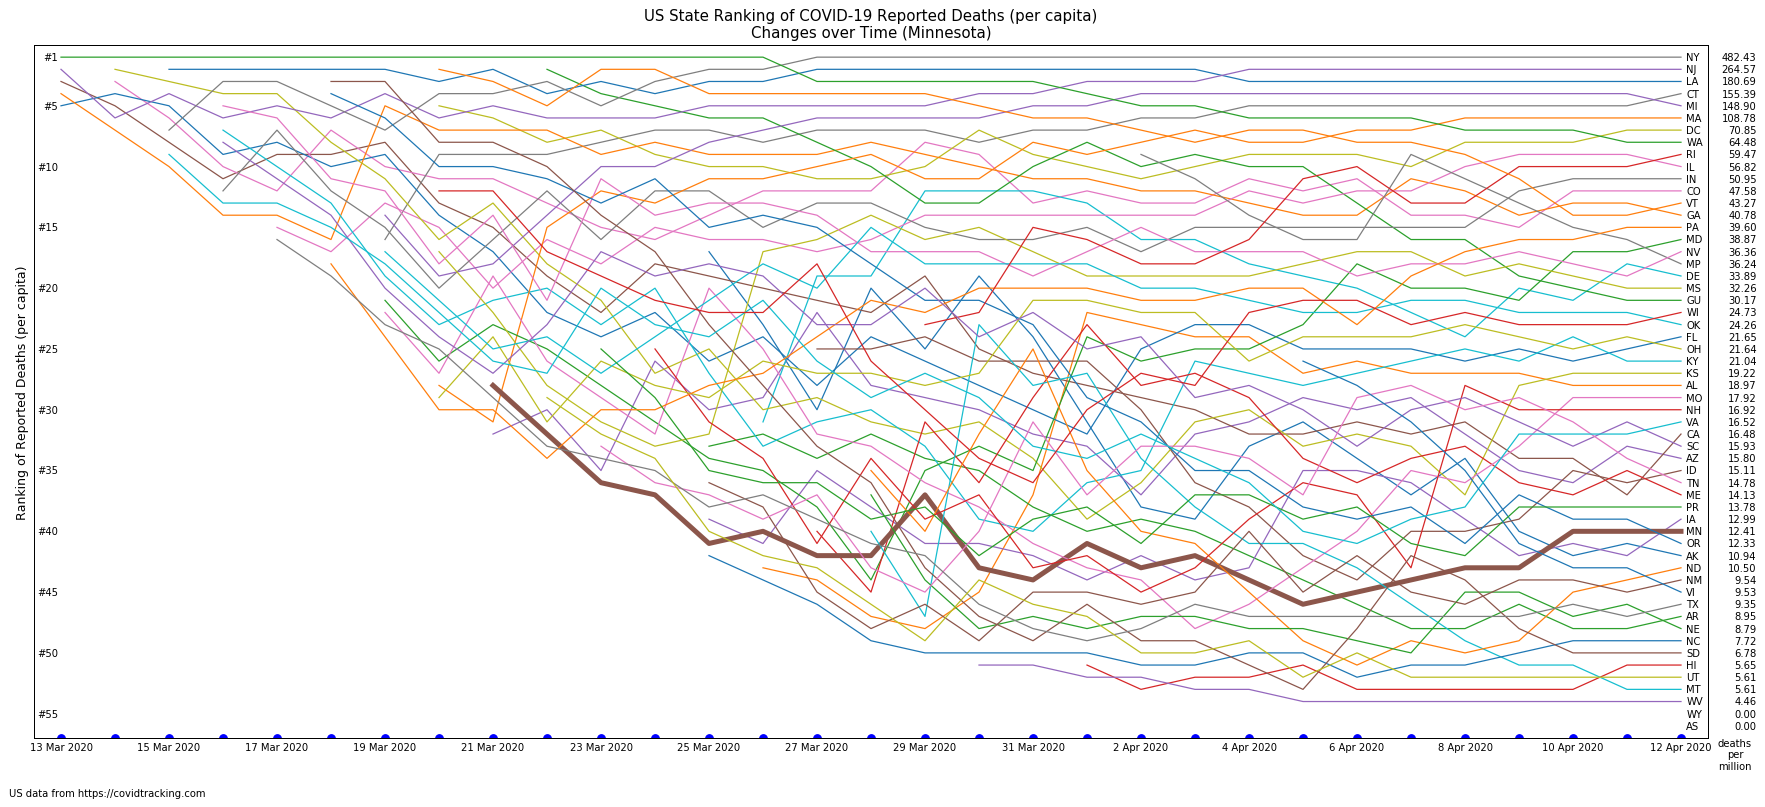 US State Ranking of COVID-19 Reported Deaths (per capita)
Changes over Time (Minnesota)
Ranking of Reported Deaths (per capita)
#1
#5
#10
#15
#20
#25
#30
#35
#40
#45
#50
#55
NY 482.43
NJ 264.57
LA 180.69
CT 155.39
MI 148.90
MA 108.78
DC 70.85
WA 64.48
RI 59.47
IL 56.82
IN 50.95
CO 47.58
VT 43.27
GA 40.78
PA 39.60
MD 38.87
NV 36.36
MP 36.24
DE 33.89
MS 32.26
GU 30.17
WI 24.73
OK 24.26
FL 21.65
OH 21.64
KY 21.04
KS 19.22
AL 18.97
MO 17.92
NH 16.92
VA 16.52
CA 16.48
SC 15.93
AZ 15.80
ID 15.11
TN 14.78
ME 14.13
PR 13.78
IA 12.99
MN 12.41
OR 12.33
AK 10.94
ND 10.50
NM 9.54
VI 9.53
TX 9.35
AR 8.95
NE 8.79
NC 7.72
SD 6.78
HI 5.65
UT 5.61
MT 5.61
WV 4.46
WY 0.00
AS 0.00
13 Mar 2020 15 Mar 2020 17 Mar 2020 19 Mar 2020 21 Mar 2020 23 Mar 2020 25 Mar 2020 27 Mar 2020 29 Mar 2020 31 Mar 2020 2 Apr 2020 4 Apr 2020 6 Apr 2020 8 Apr 2020 10 Apr 2020 12 Apr 2020
deaths
per
million
US data from https://covidtracking.com